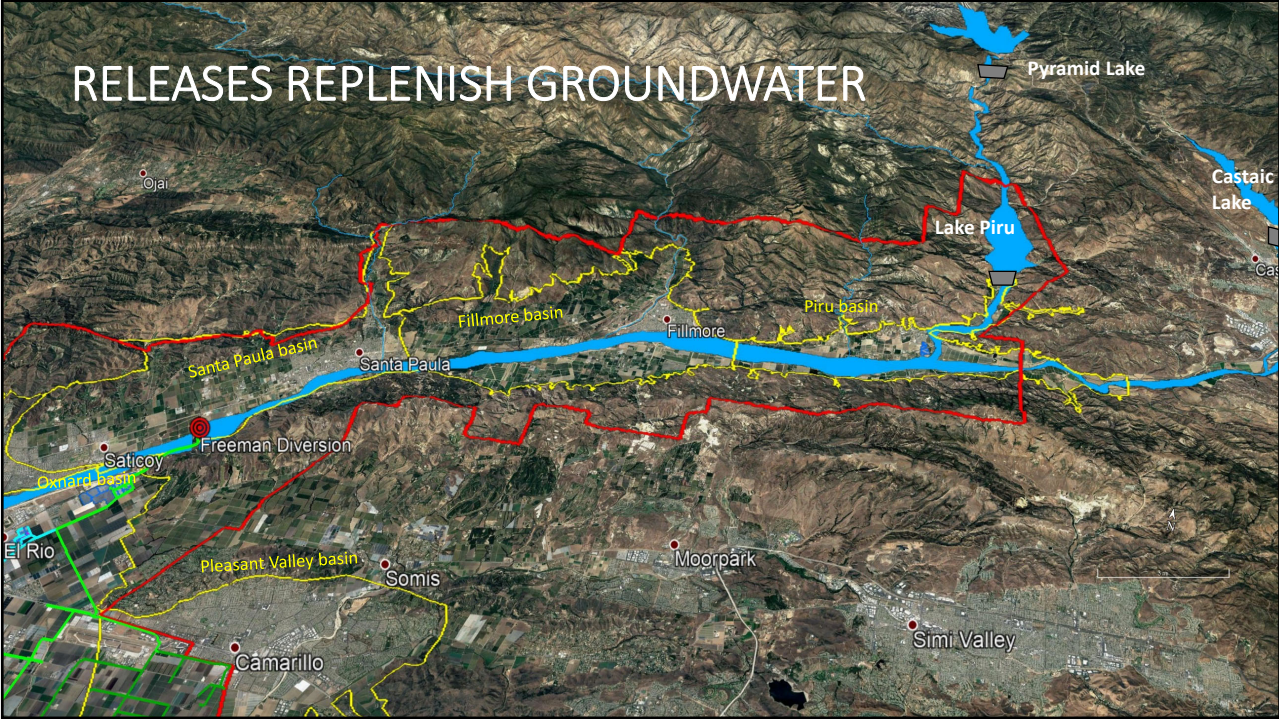 RELEASES REPLENISH GROUNDWATER
Pyramid Lake
Castaic
Lake
Ojai
Lake Piru
Cas
Piru basin
Fillmore basin
Fillmore
Santa Paula basin
Santa Paula
Freeman Diversion
Saticoy
Oxnard basin
El Rio
Pleasant Valley basin
Somis
Moorpark
N
Simi Valley
Camarillo